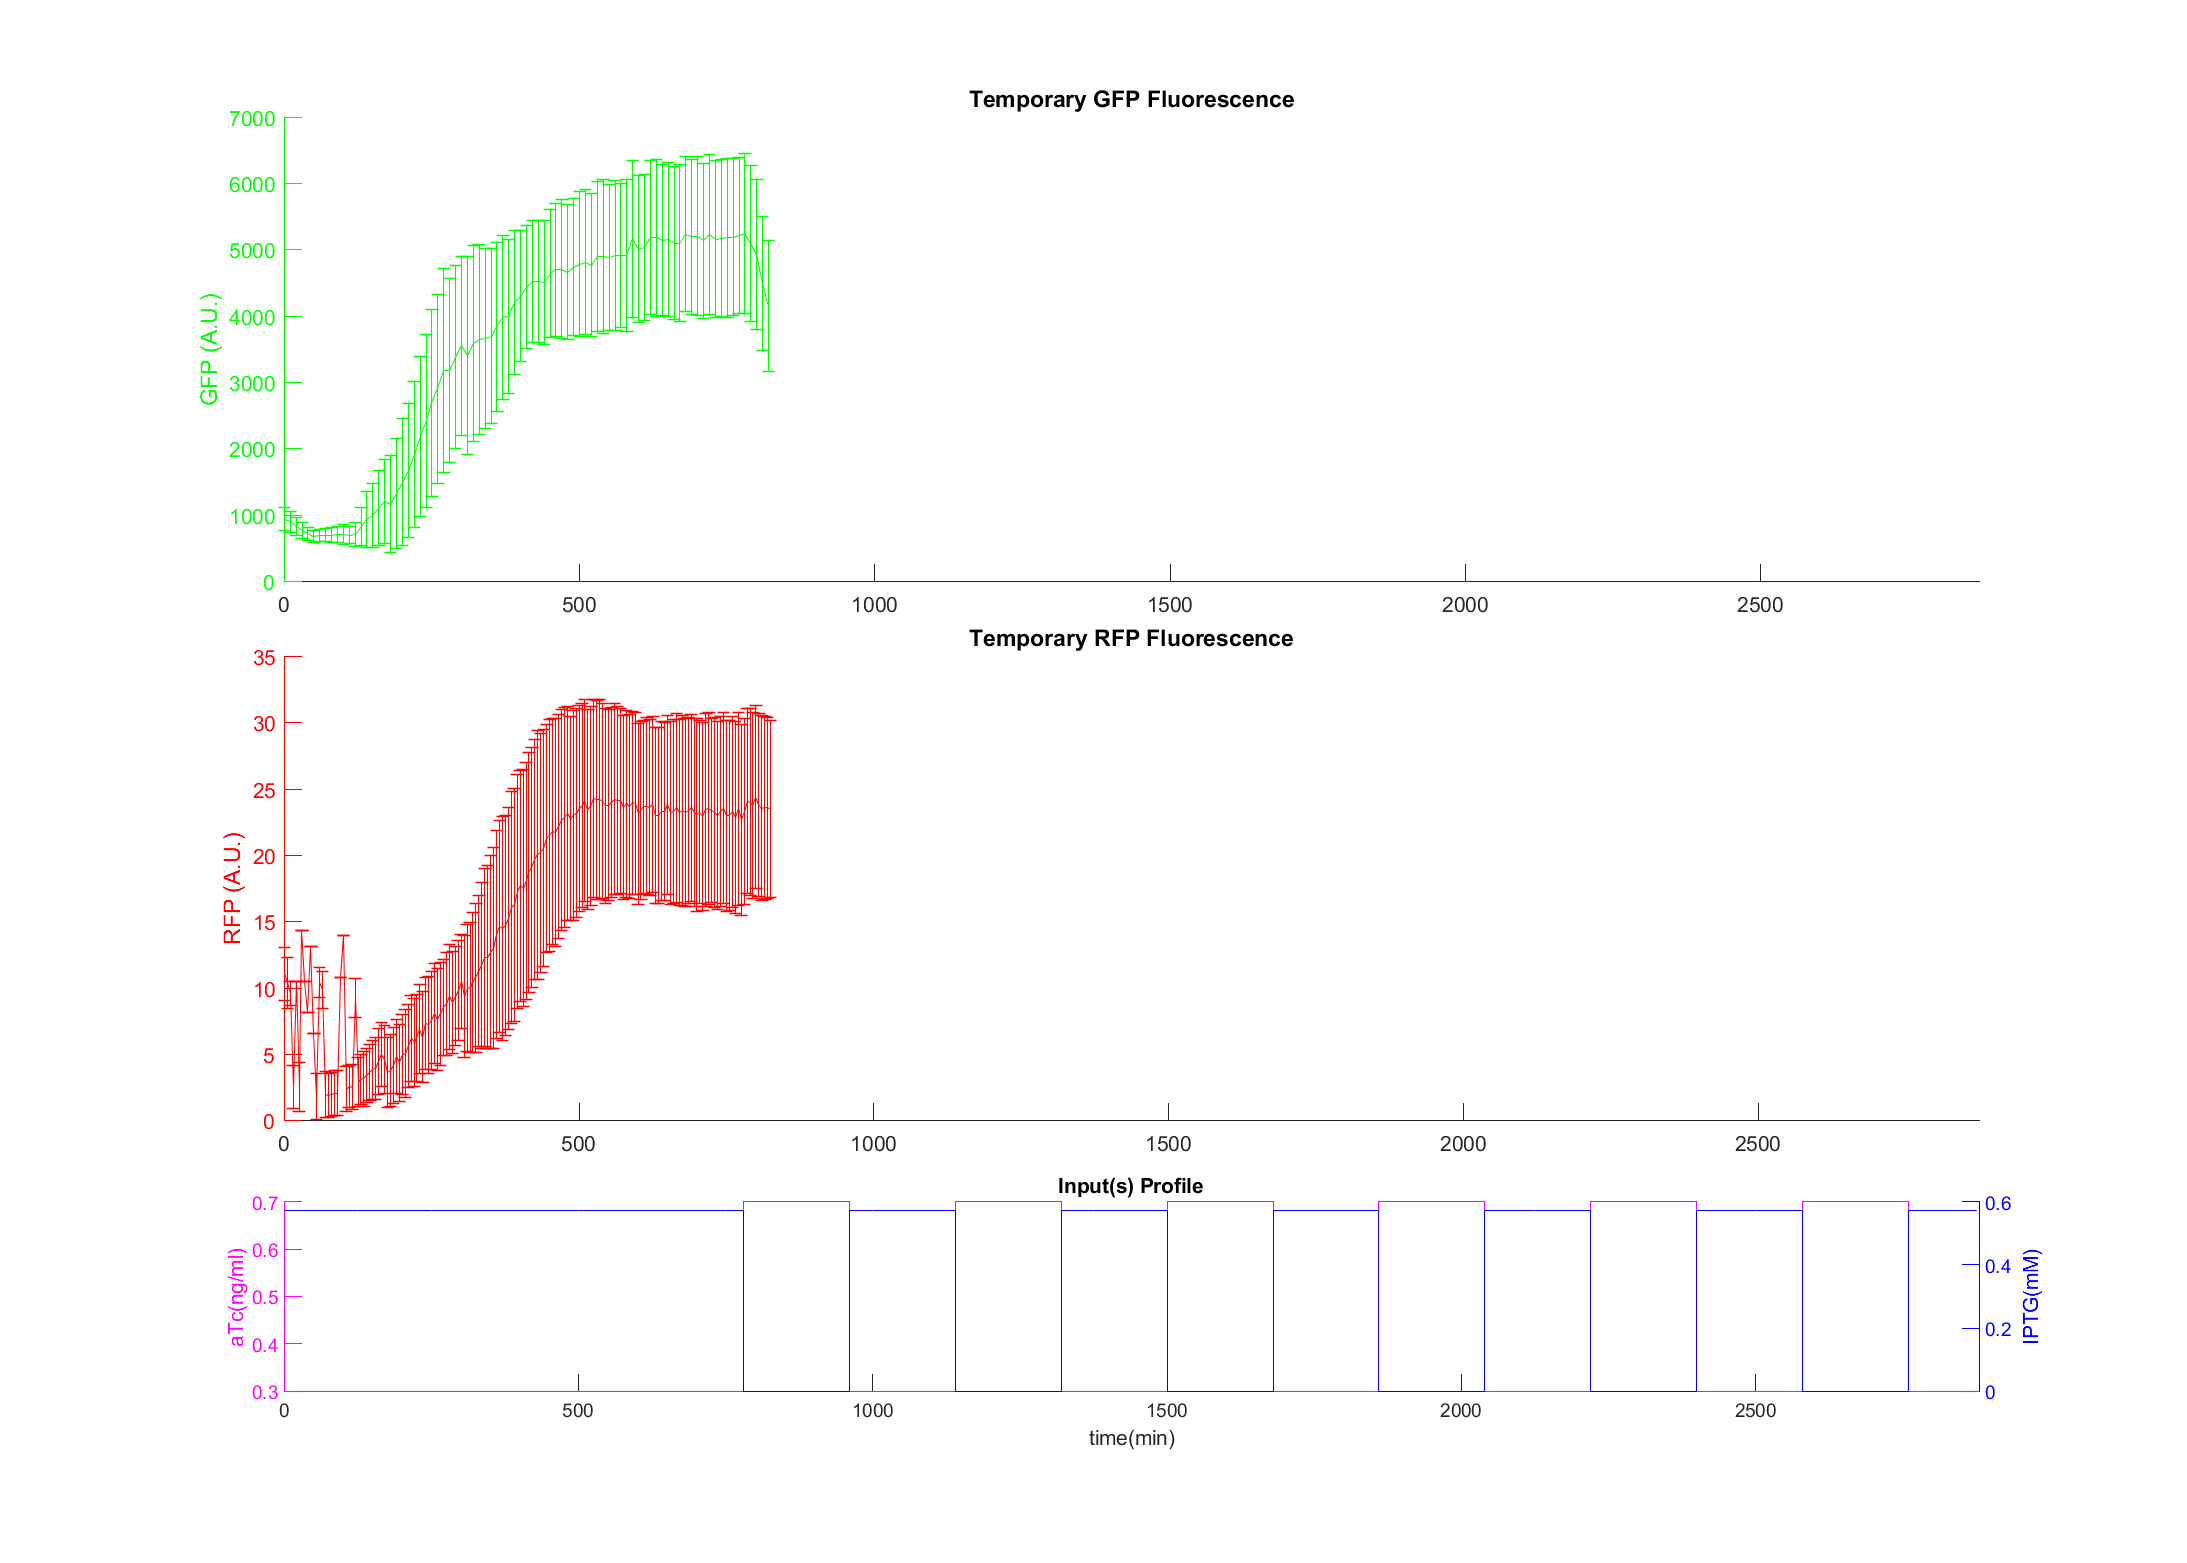 Temporary GFP Fluorescence
7000
6000
5000
4000
3000
2000
1000
0
GFP (A.U.)
0 500 1000 1500 2000 2500
Temporary RFP Fluorescence
35
30
25
20
15
10
5
0
RFP (A.U.)
0 500 1000 1500 2000 2500
Input(s) Profile
0.7
0.6
0.5
0.4
0.3
aTc(ng/ml)
0.6
0.4
0.2
0
IPTG(mM)
0 500 1000 1500 2000 2500
time(min)